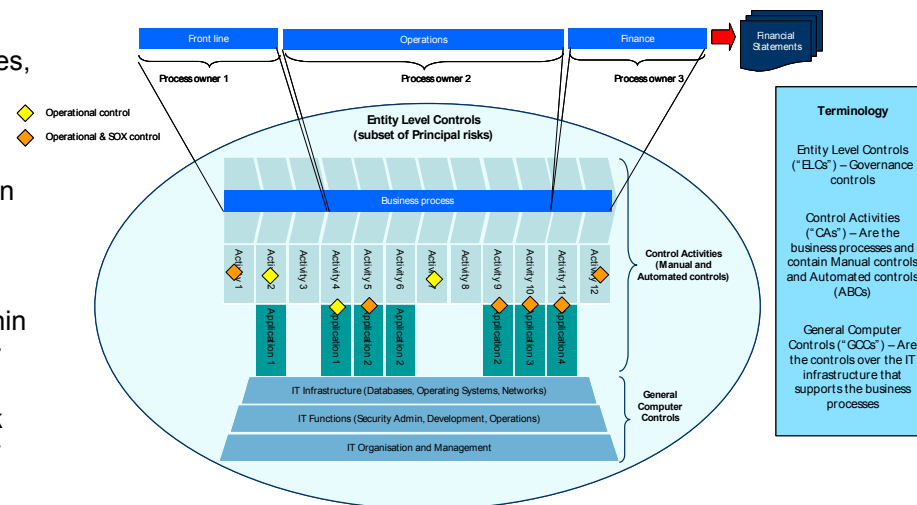 Front line
Operations
Finance
Financial
Statements
es,
Process owner 1
Process owner 2
Process owner 3
Operational control
Operational & SOX control
Entity Level Controls
(subset of Principal risks)
n
Business process
Activity 1
Activity 2
Activity 3
Activity 4
Activity 5
Activity 6
Activity 7
Activity 8
Activity 9
Activity 10
Activity 11
Activity 12
Control Activities
(Manual and
Automated controls)
hin
Application 1
Application 1
Application 2
Application 2
Application 2
Application 3
Application 4
k
IT Infrastructure (Databases, Operating Systems, Networks)
IT Functions (Security Admin, Development, Operations)
IT Organisation and Management
General
Computer
Controls
Terminology
Entity Level Controls
("ELCs") – Governance
controls
Control Activities
("CAs") – Are the
business processes and
contain Manual controls
and Automated controls
(ABCs)
General Computer
Controls ("GCCs") – Are
the controls over the IT
infrastructure that
supports the business
processes